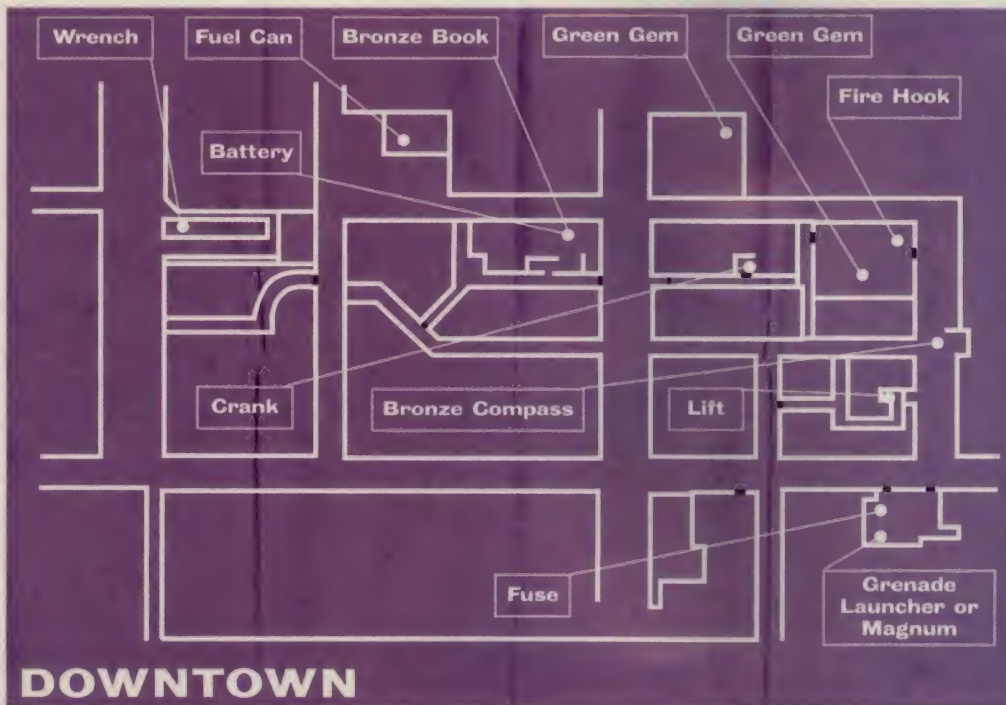 Wrench
Fuel Can
Bronze Book
Green Gem
Green Gem
Fire Hook
Battery
Crank
Bronze Compass
Lift
Fuse
Grenade
Launcher or
Magnum
DOWNTOWN